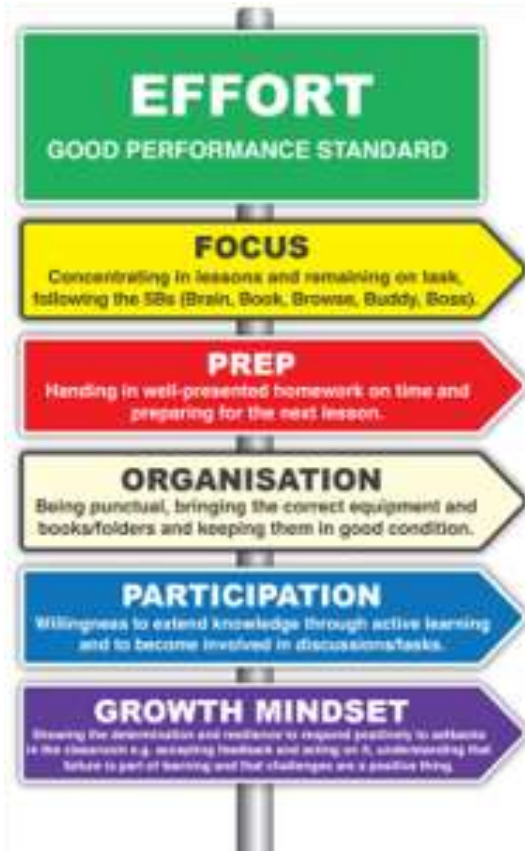 EFFORT
GOOD PERFORMANCE STANDARD
FOCUS
Concentrating in lessons and remaining on task,
following the 5Bs (Brain, Book, Browse, Buddy, Boss).
PREP
Handing in well-presented homework on time and
preparing for the next lesson.
ORGANISATION
Being punctual, bringing the correct equipment and
books/folders and keeping them in good condition.
PARTICIPATION
Willingness to extend knowledge through active learning
and to become involved in discussions/tasks.
GROWTH MINDSET
Showing the determination and resilience to respond positively to setbacks
in the classroom e.g. accepting feedback and acting on it, understanding that
failure is part of learning and that challenges are a positive thing.